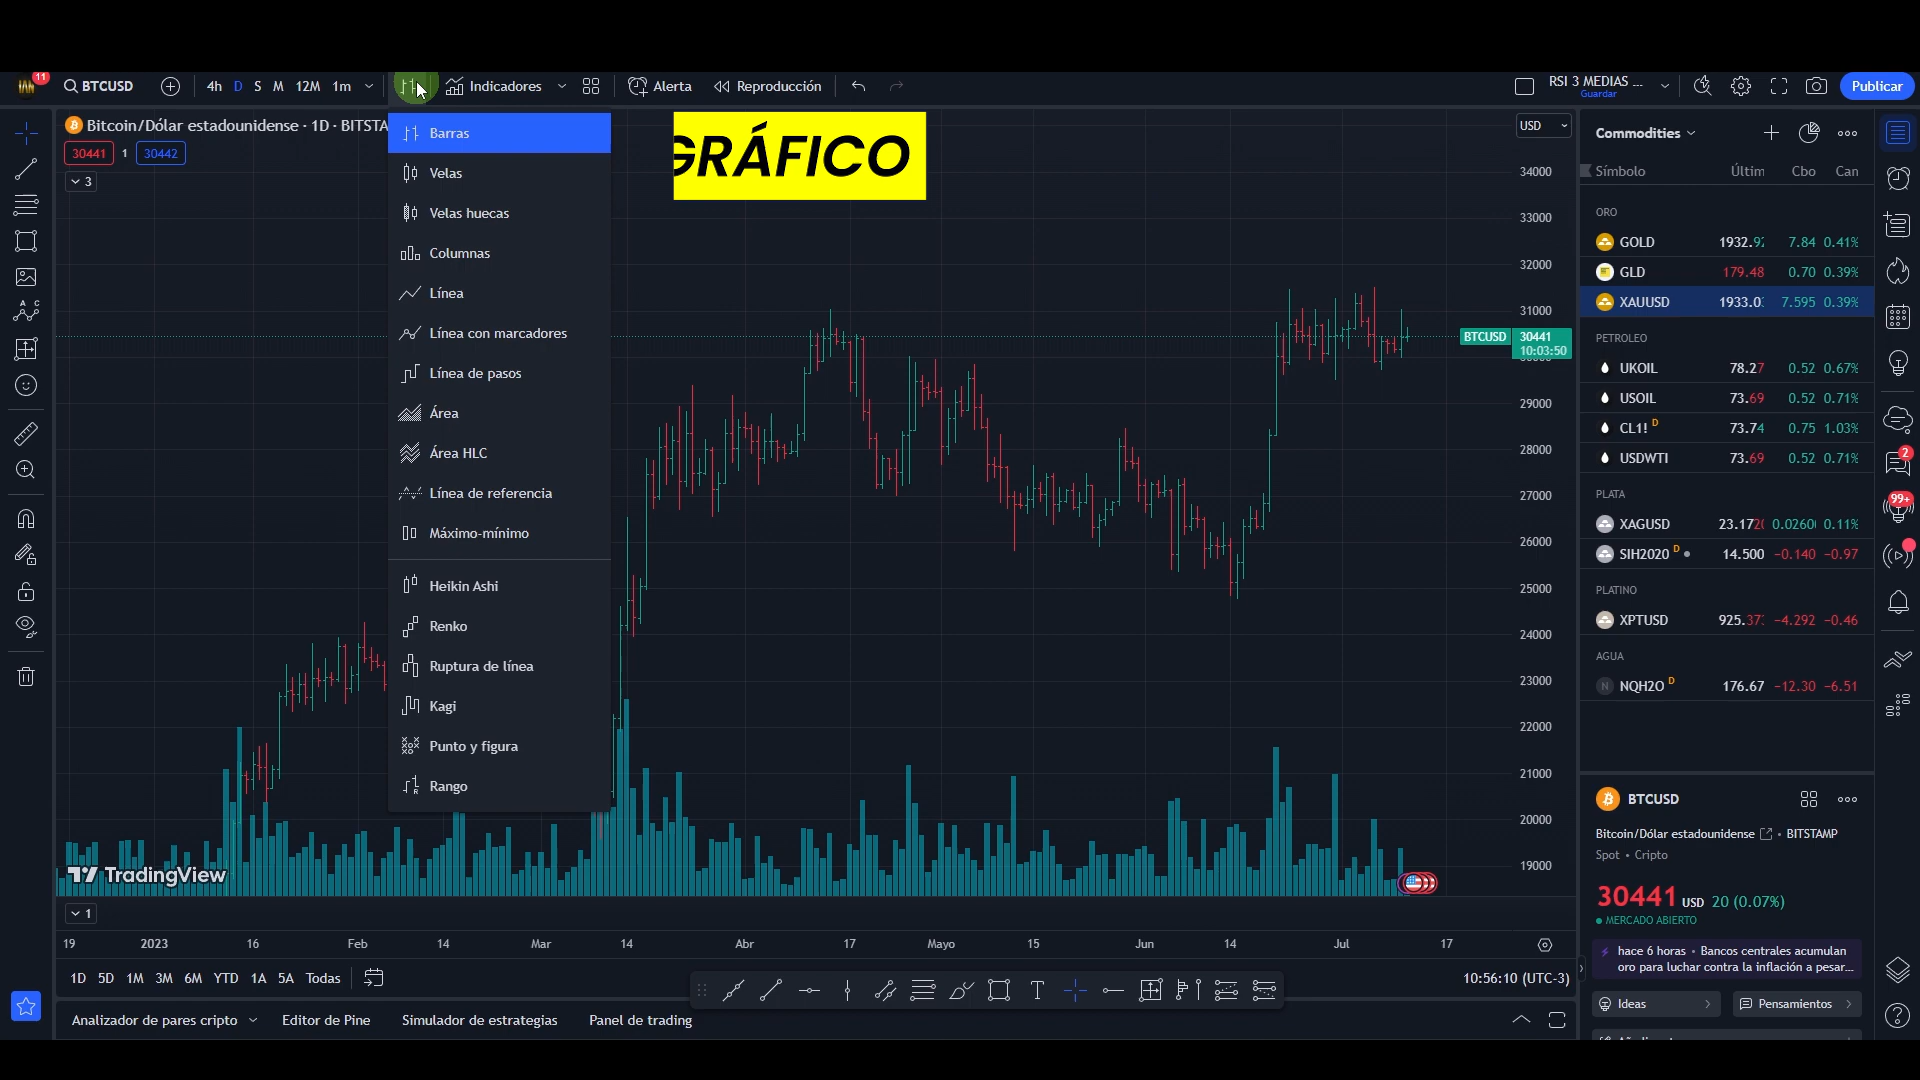 11
BTCUSD
4h D S M 12M 1m
Indicadores
Alerta
Reproducción
RSI 3 MEDIAS ...
Guardar
Publicar
Bitcoin/Dólar estadounidense · 1D · BITSTA
30441 1 30442
3
Barras
Velas
Velas huecas
Columnas
Línea
Línea con marcadores
Línea de pasos
Área
Área HLC
Línea de referencia
Máximo-mínimo
Heikin Ashi
Renko
Ruptura de línea
Kagi
Punto y figura
Rango
GRÁFICO
USD
34000
33000
32000
31000
BTCUSD 30441
10:03:50
29000
28000
27000
26000
25000
24000
23000
22000
21000
20000
19000
TradingView
1
19 2023 16 Feb 14 Mar 14 Abr 17 Mayo 15 Jun 14 Jul 17
1D 5D 1M 3M 6M YTD 1A 5A Todas
10:56:10 (UTC-3)
Analizador de pares cripto
Editor de Pine
Simulador de estrategias
Panel de trading
Commodities
Símbolo Últim Cbo Can
ORO
GOLD 1932.92 7.84 0.41%
GLD 179.48 0.70 0.39%
XAUUSD 1933.0 7.595 0.39%
PETROLEO
UKOIL 78.27 0.52 0.67%
USOIL 73.69 0.52 0.71%
CL1! D 73.74 0.75 1.03%
USDWTI 73.69 0.52 0.71%
PLATA
XAGUSD 23.172 0.0260 0.11%
SIH2020 D 14.500 −0.140 −0.97
PLATINO
XPTUSD 925.37 −4.292 −0.46
AGUA
N NQH2O D 176.67 −12.30 −6.51
BTCUSD
Bitcoin/Dólar estadounidense • BITSTAMP
Spot • Cripto
30441 USD 20 (0.07%)
MERCADO ABIERTO
hace 6 horas • Bancos centrales acumulan
oro para luchar contra la inflación a pesar...
Ideas
Pensamientos
2
99+